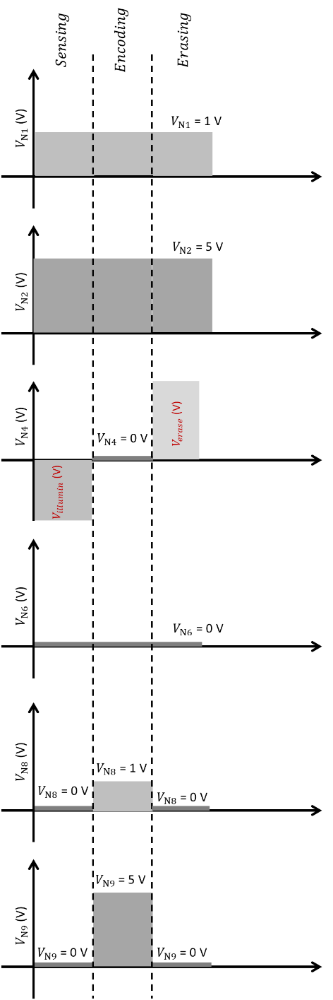 Sensing
Encoding
Erasing
V_N1 (V)
V_N1 = 1 V
V_N2 (V)
V_N2 = 5 V
V_N4 (V)
V_illumin (V)
V_N4 = 0 V
V_erase (V)
V_N6 (V)
V_N6 = 0 V
V_N8 (V)
V_N8 = 0 V
V_N8 = 1 V
V_N8 = 0 V
V_N9 (V)
V_N9 = 0 V
V_N9 = 5 V
V_N9 = 0 V